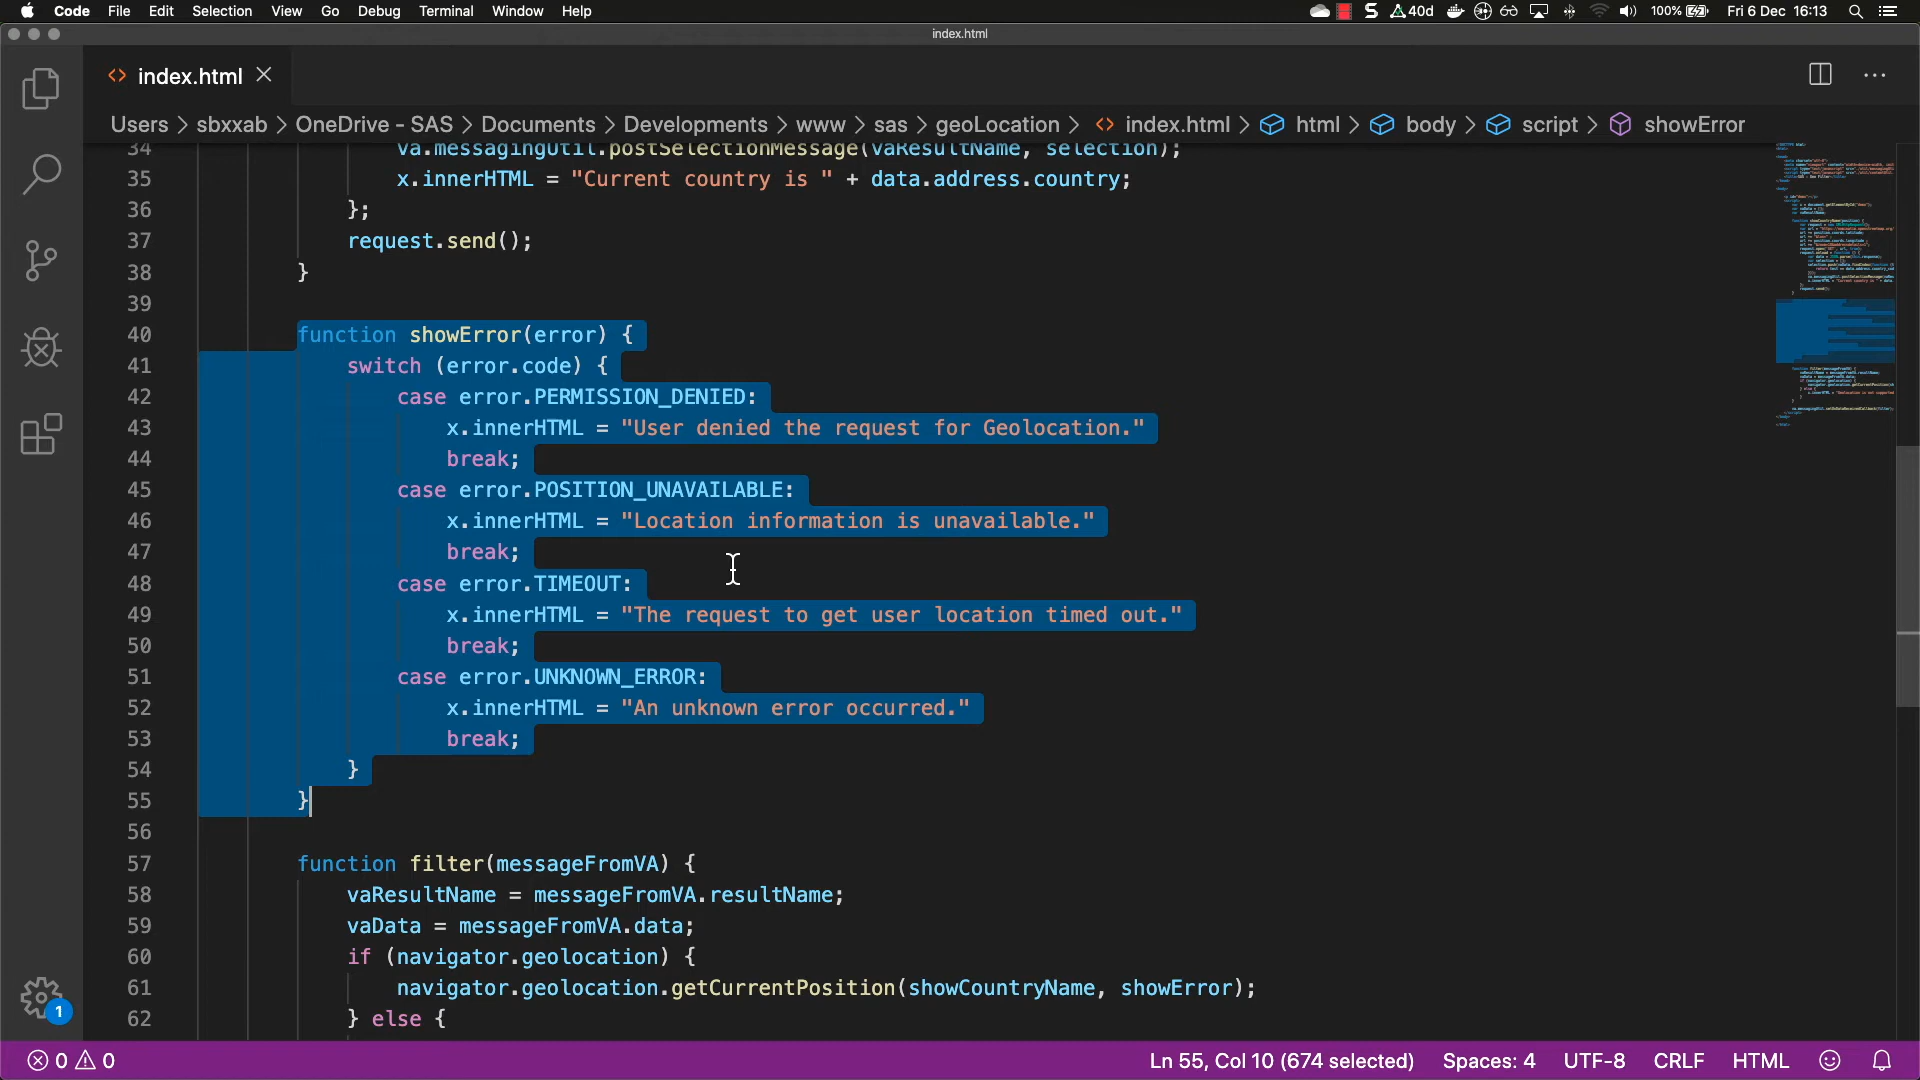 Code File Edit Selection View Go Debug Terminal Window Help 40d 100% Fri 6 Dec 16:13
index.html
index.html
Users > sbxxab > OneDrive - SAS > Documents > Developments > www > sas > geoLocation > index.html > html > body > script > showError
34 va.messagingUtil.postSelectionMessage(vaResultName, selection);
35 x.innerHTML = "Current country is " + data.address.country;
36 };
37 request.send();
38 }
39
40 function showError(error) {
41 switch (error.code) {
42 case error.PERMISSION_DENIED:
43 x.innerHTML = "User denied the request for Geolocation."
44 break;
45 case error.POSITION_UNAVAILABLE:
46 x.innerHTML = "Location information is unavailable."
47 break;
48 case error.TIMEOUT:
49 x.innerHTML = "The request to get user location timed out."
50 break;
51 case error.UNKNOWN_ERROR:
52 x.innerHTML = "An unknown error occurred."
53 break;
54 }
55 }
56
57 function filter(messageFromVA) {
58 vaResultName = messageFromVA.resultName;
59 vaData = messageFromVA.data;
60 if (navigator.geolocation) {
61 navigator.geolocation.getCurrentPosition(showCountryName, showError);
62 } else {
1
0 0 Ln 55, Col 10 (674 selected) Spaces: 4 UTF-8 CRLF HTML